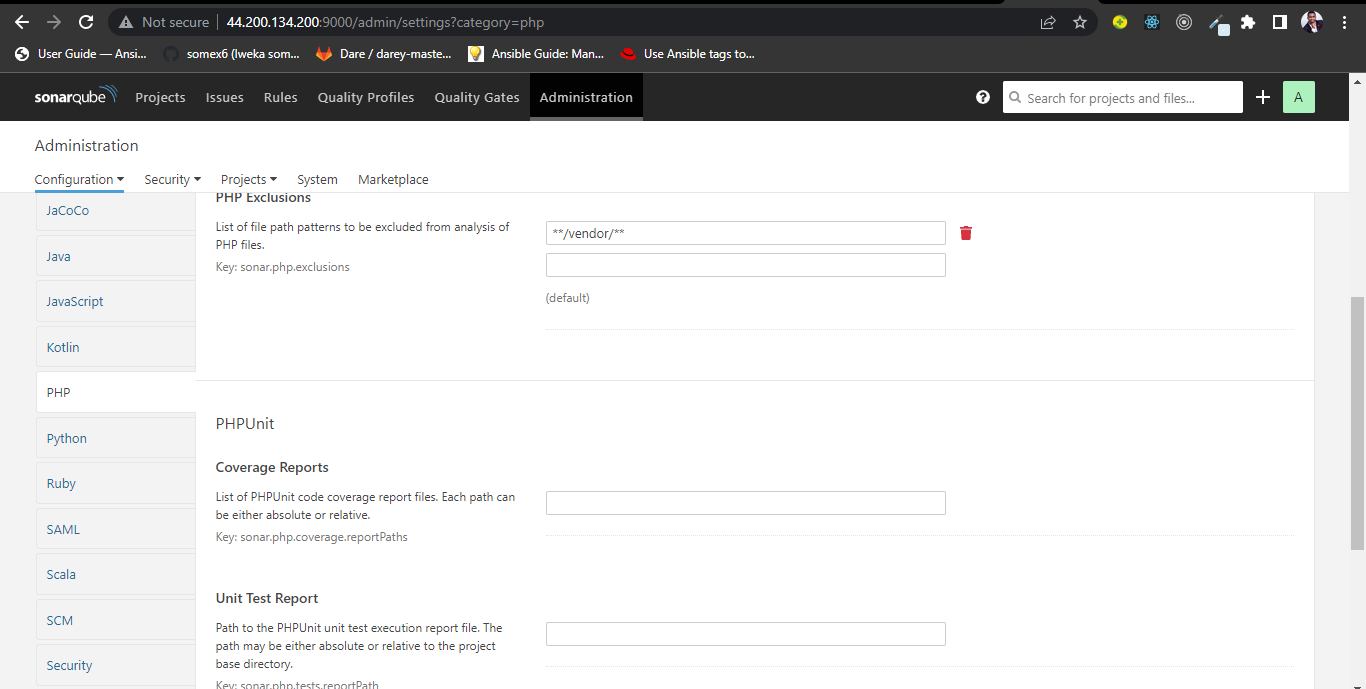 Not secure | 44.200.134.200:9000/admin/settings?category=php
User Guide — Ansi... somex6 (Iweka som... Dare / darey-maste... Ansible Guide: Man... Use Ansible tags to...
sonarqube Projects Issues Rules Quality Profiles Quality Gates Administration ? Search for projects and files... + A
Administration
Configuration Security Projects System Marketplace
JaCoCo
Java
JavaScript
Kotlin
PHP
Python
Ruby
SAML
Scala
SCM
Security
PHP Exclusions
List of file path patterns to be excluded from analysis of
PHP files.
Key: sonar.php.exclusions
**/vendor/**
(default)
PHPUnit
Coverage Reports
List of PHPUnit code coverage report files. Each path can
be either absolute or relative.
Key: sonar.php.coverage.reportPaths
Unit Test Report
Path to the PHPUnit unit test execution report file. The
path may be either absolute or relative to the project
base directory.
Key: sonar.php.tests.reportPath